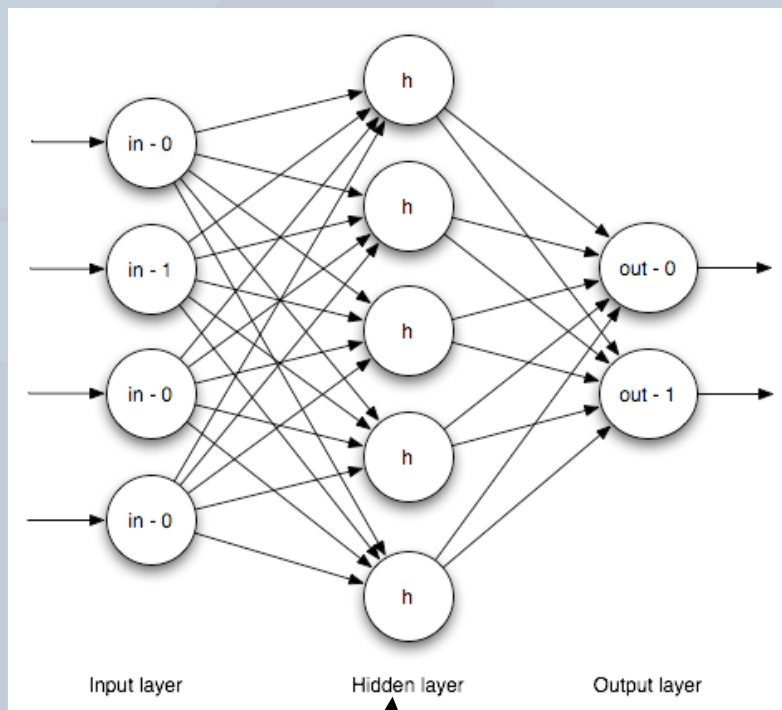 in - 0
in - 1
in - 0
in - 0
h
h
h
h
h
out - 0
out - 1
Input layer
Hidden layer
Output layer